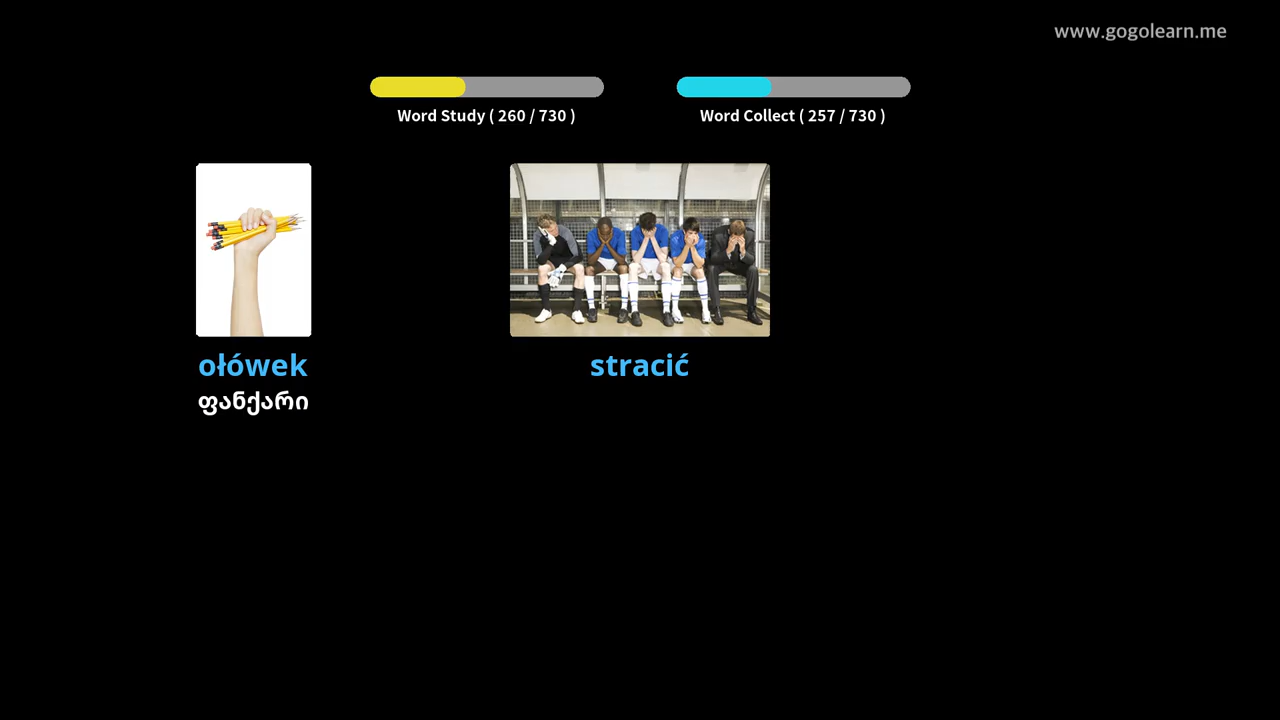 www.gogolearn.me
Word Study ( 260 / 730 )
Word Collect ( 257 / 730 )
ołówek
ფანქარი
stracić